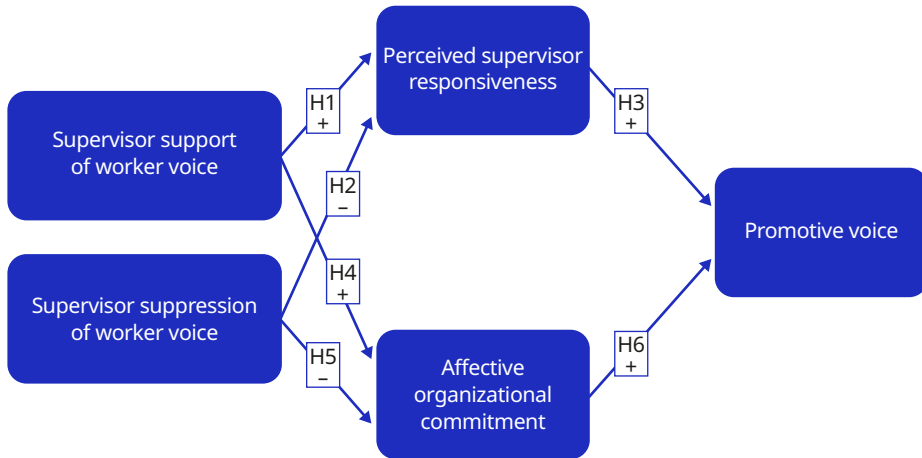 Perceived supervisor
responsiveness
H1
+
H3
+
Supervisor support
of worker voice
H2
–
Promotive voice
H4
+
Supervisor suppression
of worker voice
H5
–
H6
+
Affective
organizational
commitment